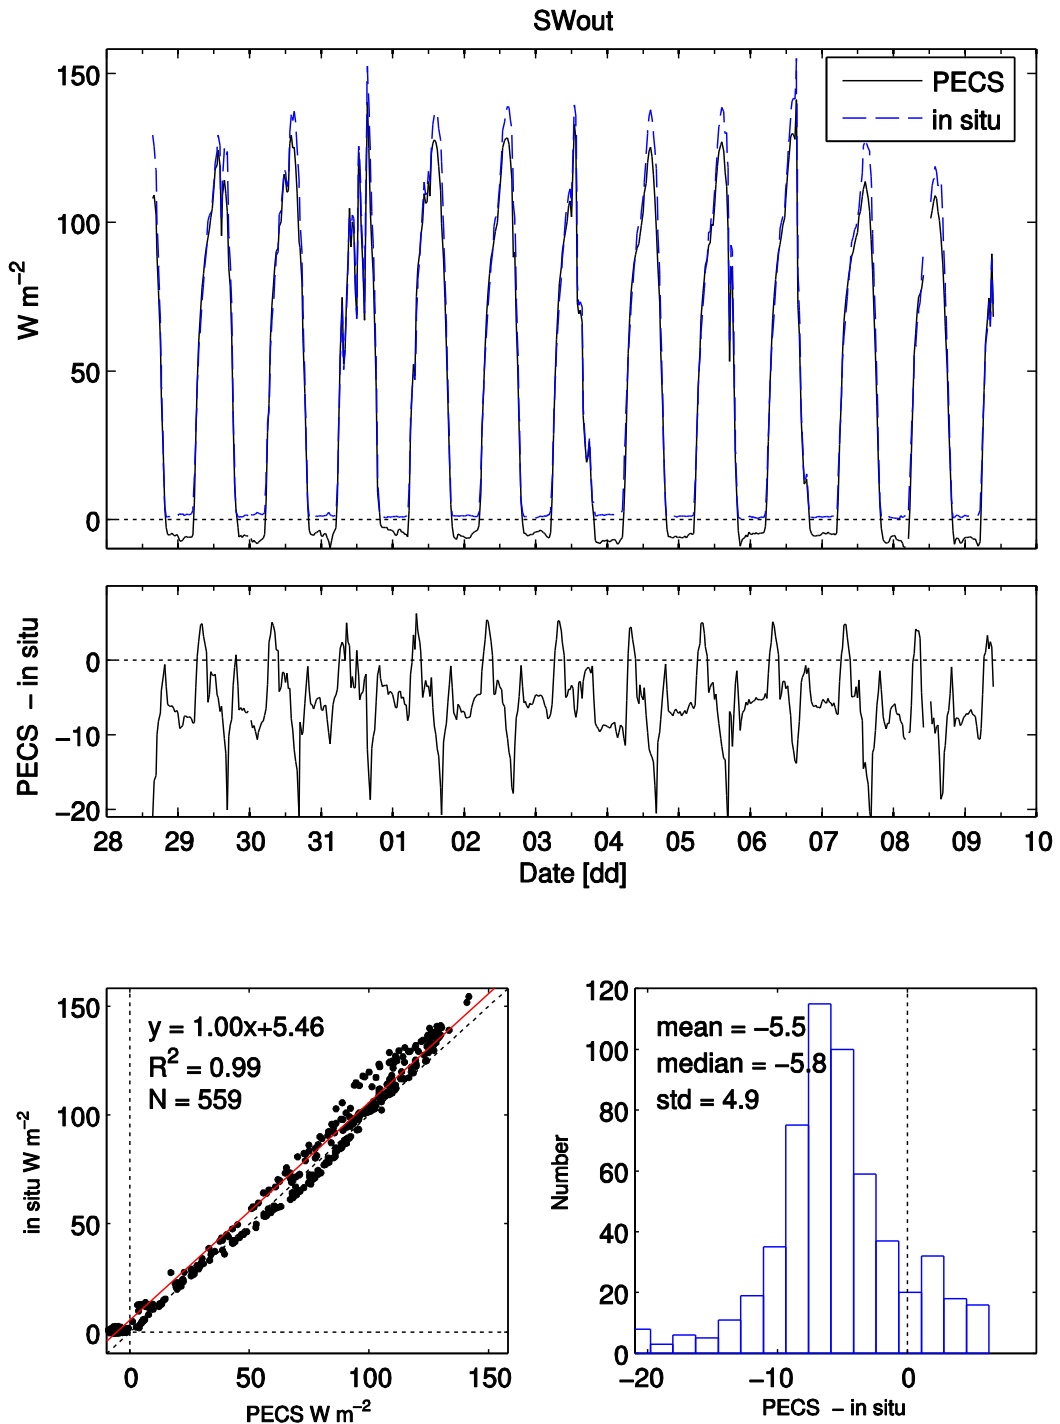 SWout
150
100
50
0
W m−2
PECS
in situ
0
−10
−20
PECS − in situ
28 29 30 31 01 02 03 04 05 06 07 08 09 10
Date [dd]
150
100
50
0
in situ W m−2
y = 1.00x+5.46
R2 = 0.99
N = 559
0 50 100 150
PECS W m−2
120
100
80
60
40
20
0
Number
mean = −5.5
median = −5.8
std = 4.9
−20 −10 0
PECS − in situ